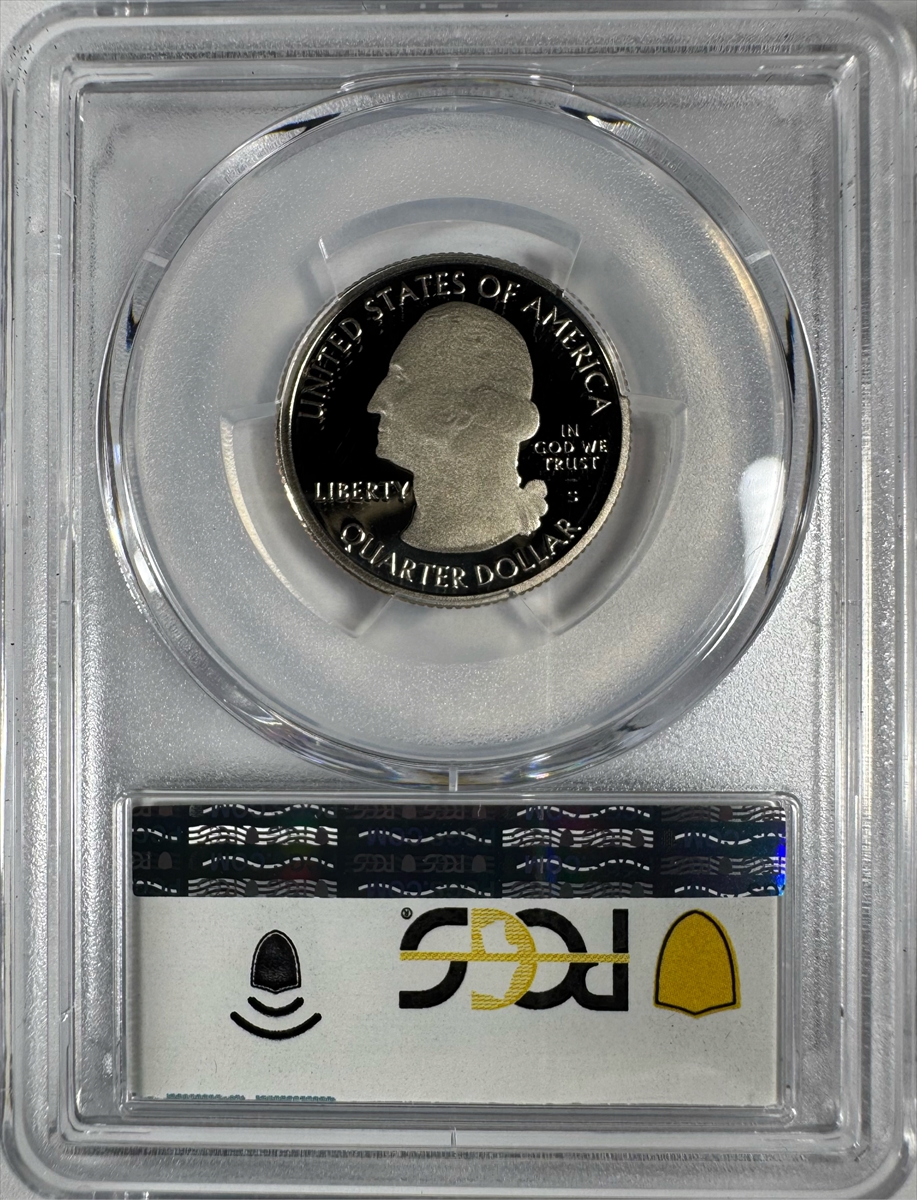 UNITED STATES OF AMERICA
IN
GOD WE
TRUST
LIBERTY
S
QUARTER DOLLAR
PCGS
®